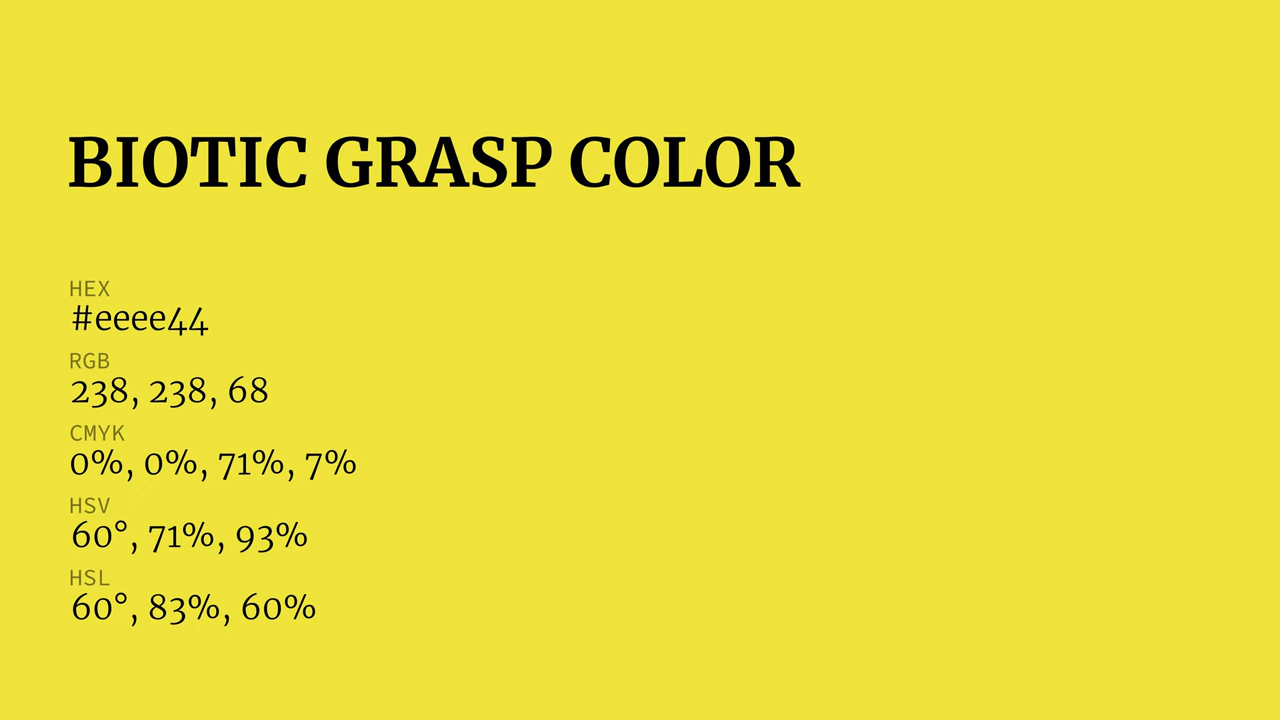 BIOTIC GRASP COLOR
HEX
#eeee44
RGB
238, 238, 68
CMYK
0%, 0%, 71%, 7%
HSV
60°, 71%, 93%
HSL
60°, 83%, 60%